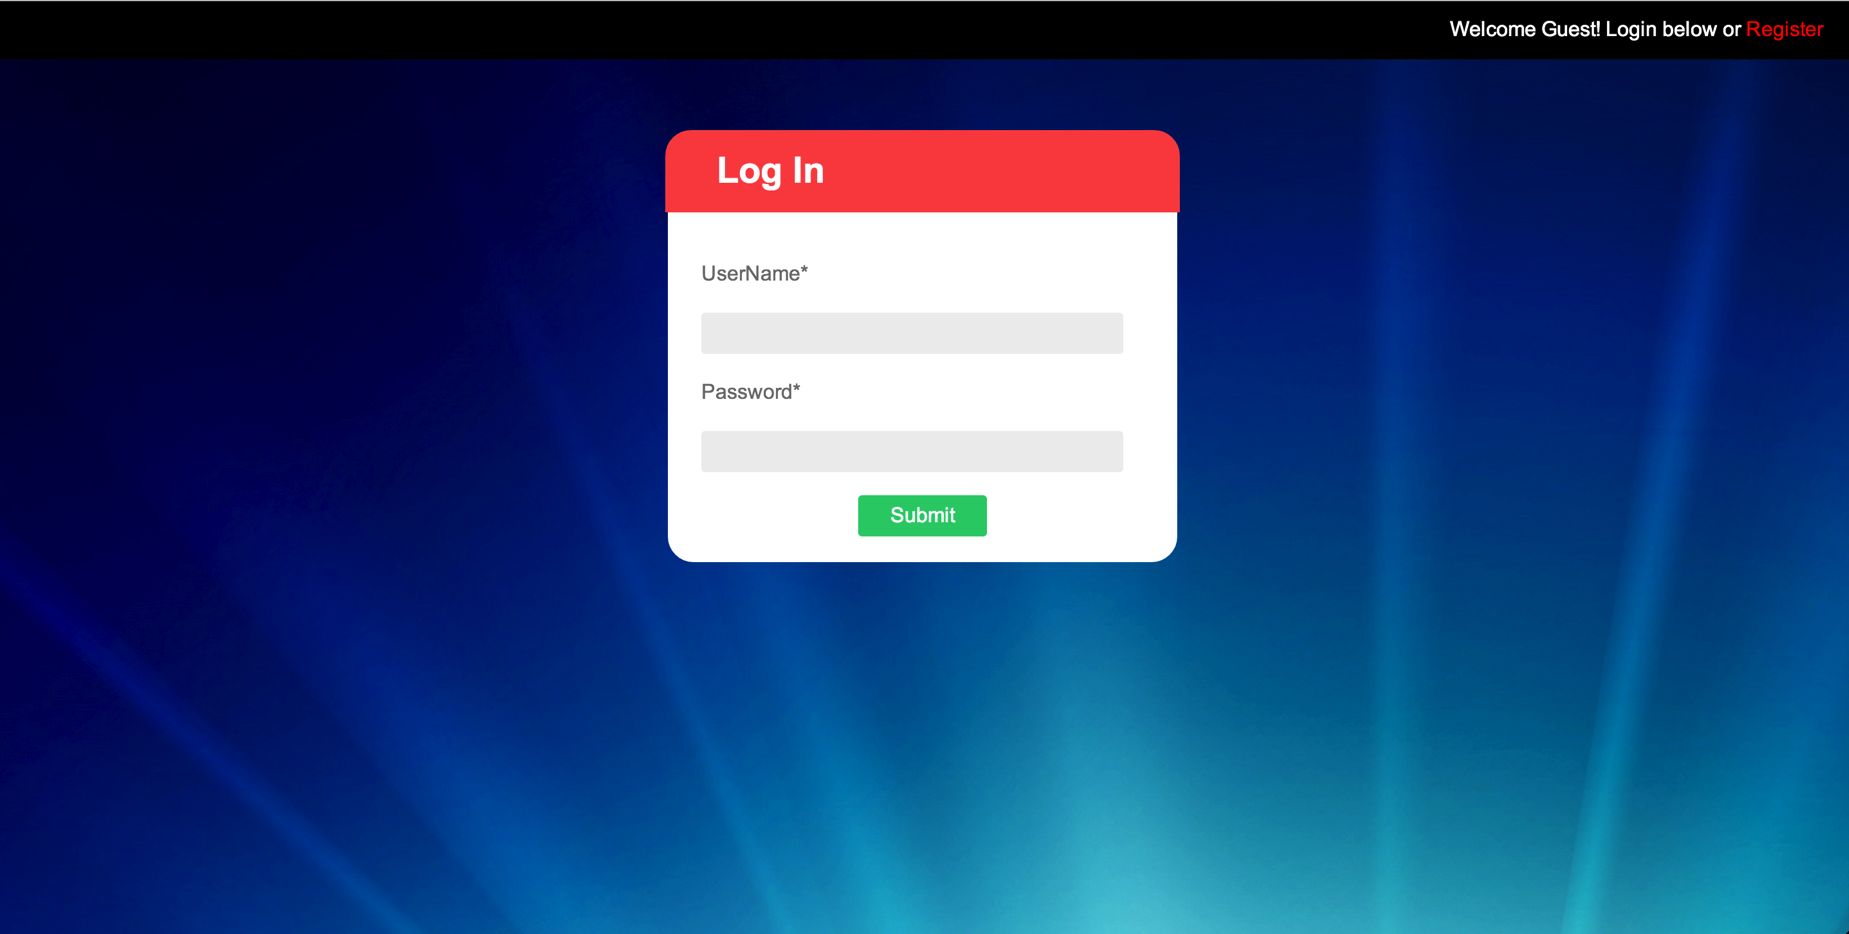 Welcome Guest! Login below or Register
Log In
UserName*
Password*
Submit